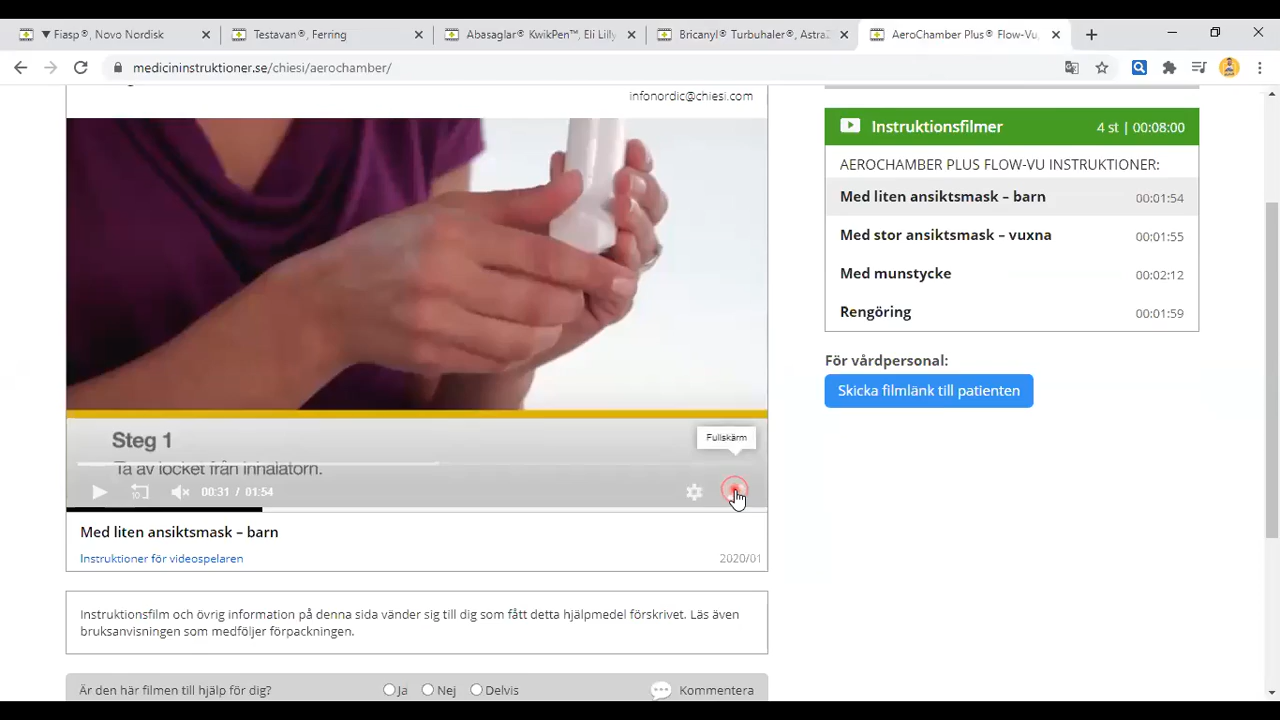 ▼ Fiasp®, Novo Nordisk
Testavan®, Ferring
Abasaglar® KwikPen™, Eli Lilly
Bricanyl® Turbuhaler®, Astra
AeroChamber Plus® Flow-Vu,
medicininstruktioner.se/chiesi/aerochamber/
infonordic@chiesi.com
Steg 1
Ta av locket från inhalatorn.
Fullskärm
10
00:31 / 01:54
Med liten ansiktsmask – barn
Instruktioner för videospelaren
2020/01
Instruktionsfilm och övrig information på denna sida vänder sig till dig som fått detta hjälpmedel förskrivet. Läs även
bruksanvisningen som medföljer förpackningen.
Är den här filmen till hjälp för dig?
Ja
Nej
Delvis
Kommentera
Instruktionsfilmer
4 st | 00:08:00
AEROCHAMBER PLUS FLOW-VU INSTRUKTIONER:
Med liten ansiktsmask – barn
00:01:54
Med stor ansiktsmask – vuxna
00:01:55
Med munstycke
00:02:12
Rengöring
00:01:59
För vårdpersonal:
Skicka filmlänk till patienten